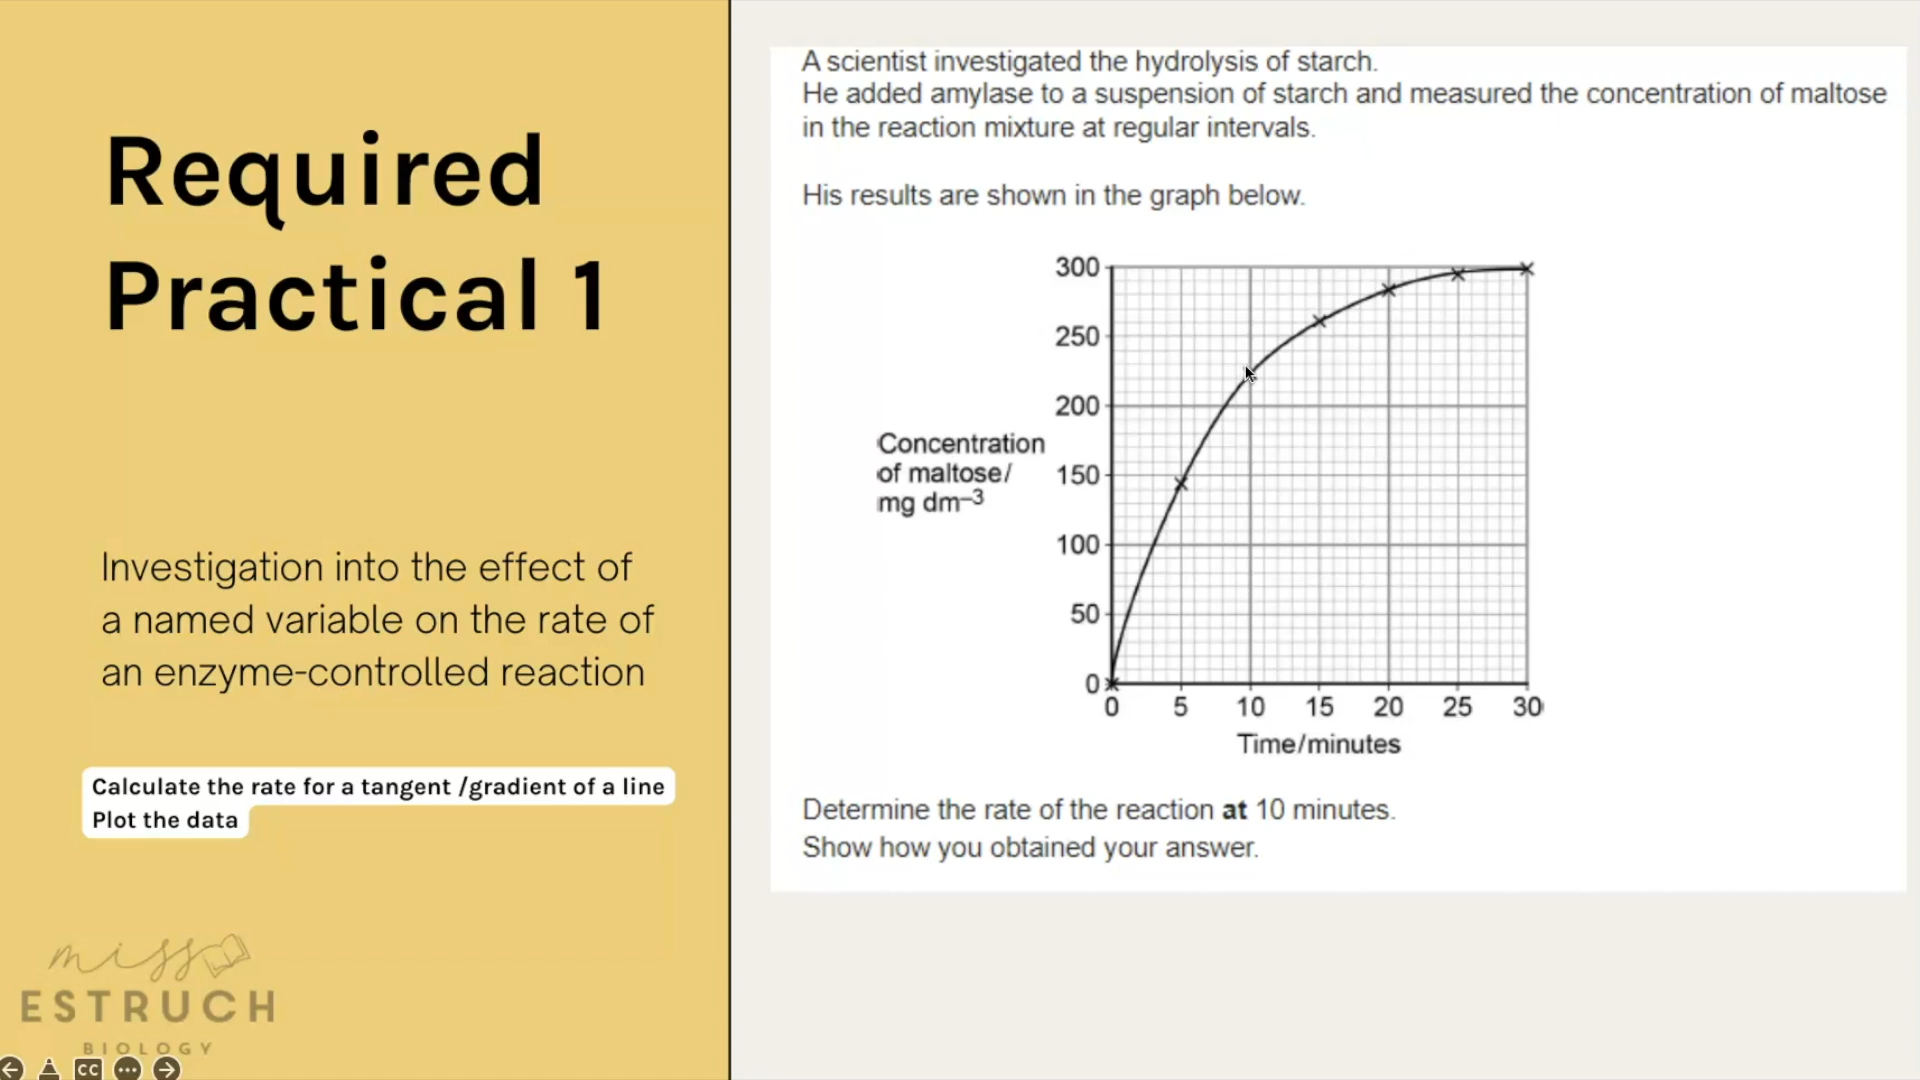 Required
Practical 1
Investigation into the effect of
a named variable on the rate of
an enzyme-controlled reaction
Calculate the rate for a tangent /gradient of a line
Plot the data
miss
ESTRUCH
BIOLOGY
CC
A scientist investigated the hydrolysis of starch.
He added amylase to a suspension of starch and measured the concentration of maltose
in the reaction mixture at regular intervals.
His results are shown in the graph below.
Concentration
of maltose/
mg dm–3
300
250
200
150
100
50
0
0 5 10 15 20 25 30
Time/minutes
Determine the rate of the reaction at 10 minutes.
Show how you obtained your answer.